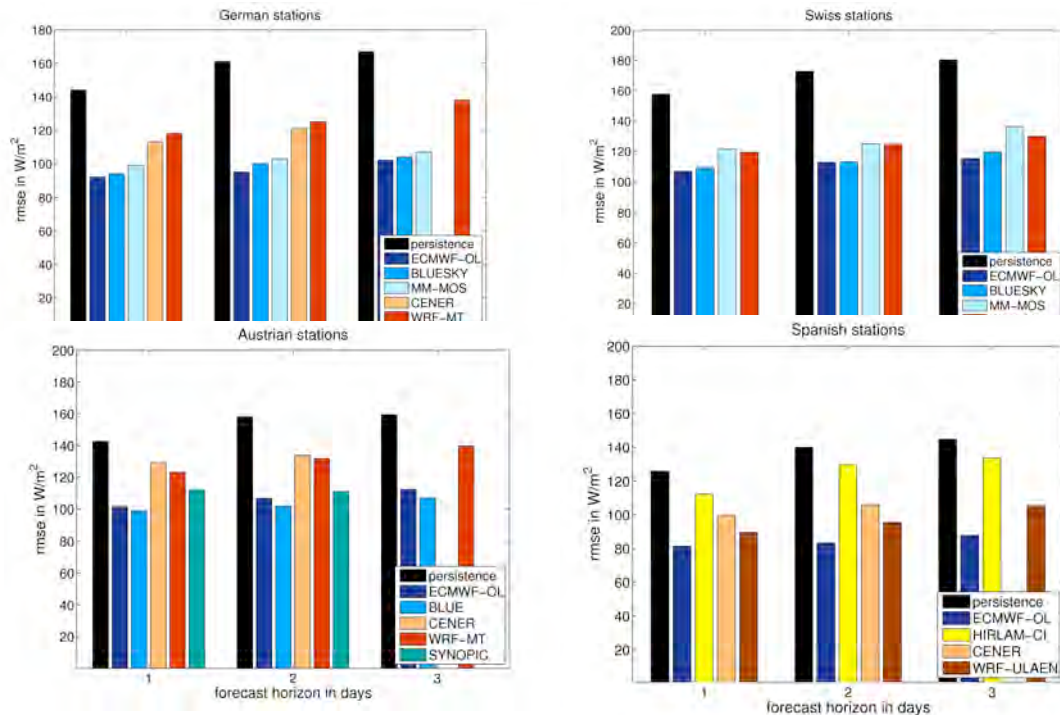 German stations
rmse in W/m²
180
160
140
120
100
80
60
40
20
persistence
ECMWF-OL
BLUESKY
MM-MOS
CENER
WRF-MT
Swiss stations
rmse in W/m²
200
180
160
140
120
100
80
60
40
20
persistence
ECMWF-OL
BLUESKY
MM-MOS
Austrian stations
rmse in W/m²
200
180
160
140
120
100
80
60
40
20
persistence
ECMWF-OL
BLUE
CENER
WRF-MT
SYNOPIC
1 2 3
forecast horizon in days
Spanish stations
rmse in W/m²
200
180
160
140
120
100
80
60
40
20
persistence
ECMWF-OL
HIRLAM-CI
CENER
WRF-ULAEN
1 2 3
forecast horizon in days